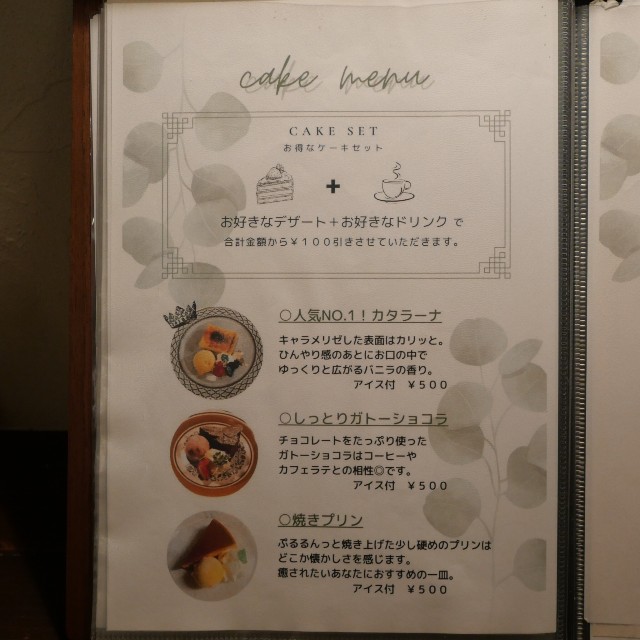 cake menu
CAKE SET
お得なケーキセット
+
お好きなデザート＋お好きなドリンク で
合計金額から￥１００引きさせていただきます。
○人気NO.1！カタラーナ
キャラメリゼした表面はカリッと。
ひんやり感のあとにお口の中で
ゆっくりと広がるバニラの香り。
アイス付　￥５００
○しっとりガトーショコラ
チョコレートをたっぷり使った
ガトーショコラはコーヒーや
カフェラテとの相性◎です。
アイス付　￥５００
○焼きプリン
ぷるるんっと焼き上げた少し硬めのプリンは
どこか懐かしさを感じます。
癒されたいあなたにおすすめの一皿。
アイス付　￥５００